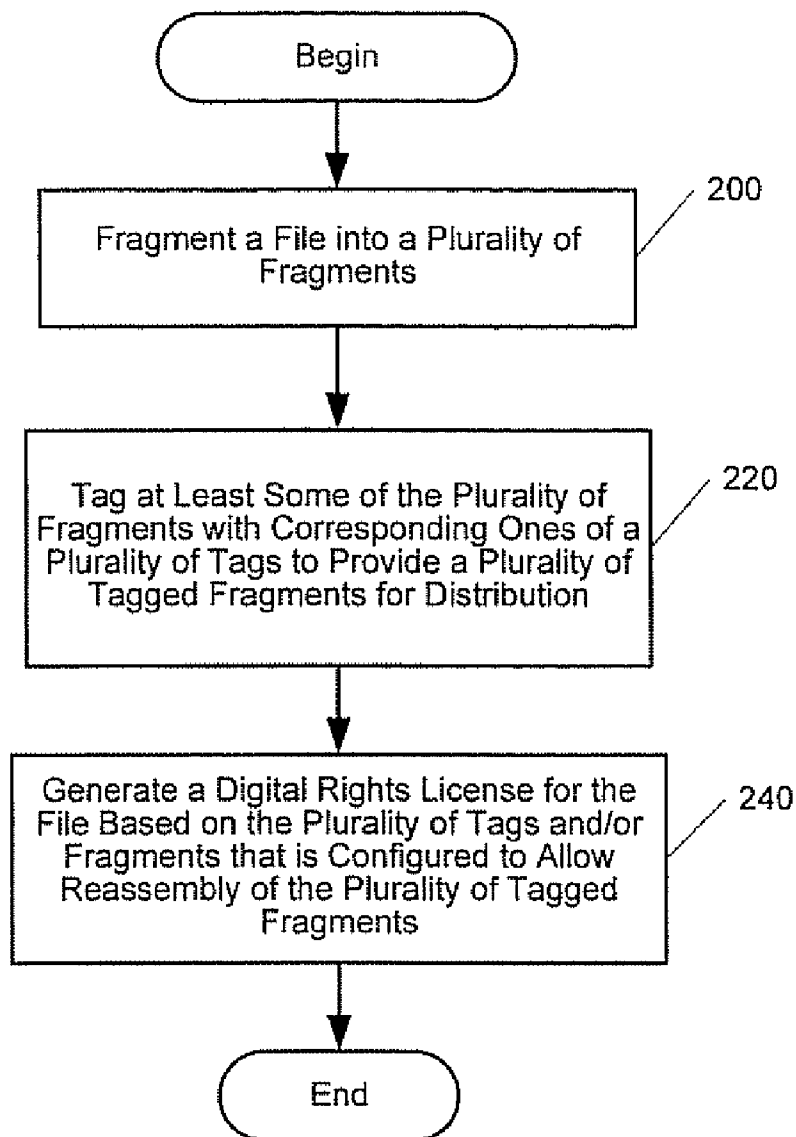 Begin
200
Fragment a File into a Plurality of
Fragments
220
Tag at Least Some of the Plurality of
Fragments with Corresponding Ones of a
Plurality of Tags to Provide a Plurality of
Tagged Fragments for Distribution
240
Generate a Digital Rights License for the
File Based on the Plurality of Tags and/or
Fragments that is Configured to Allow
Reassembly of the Plurality of Tagged
Fragments
End